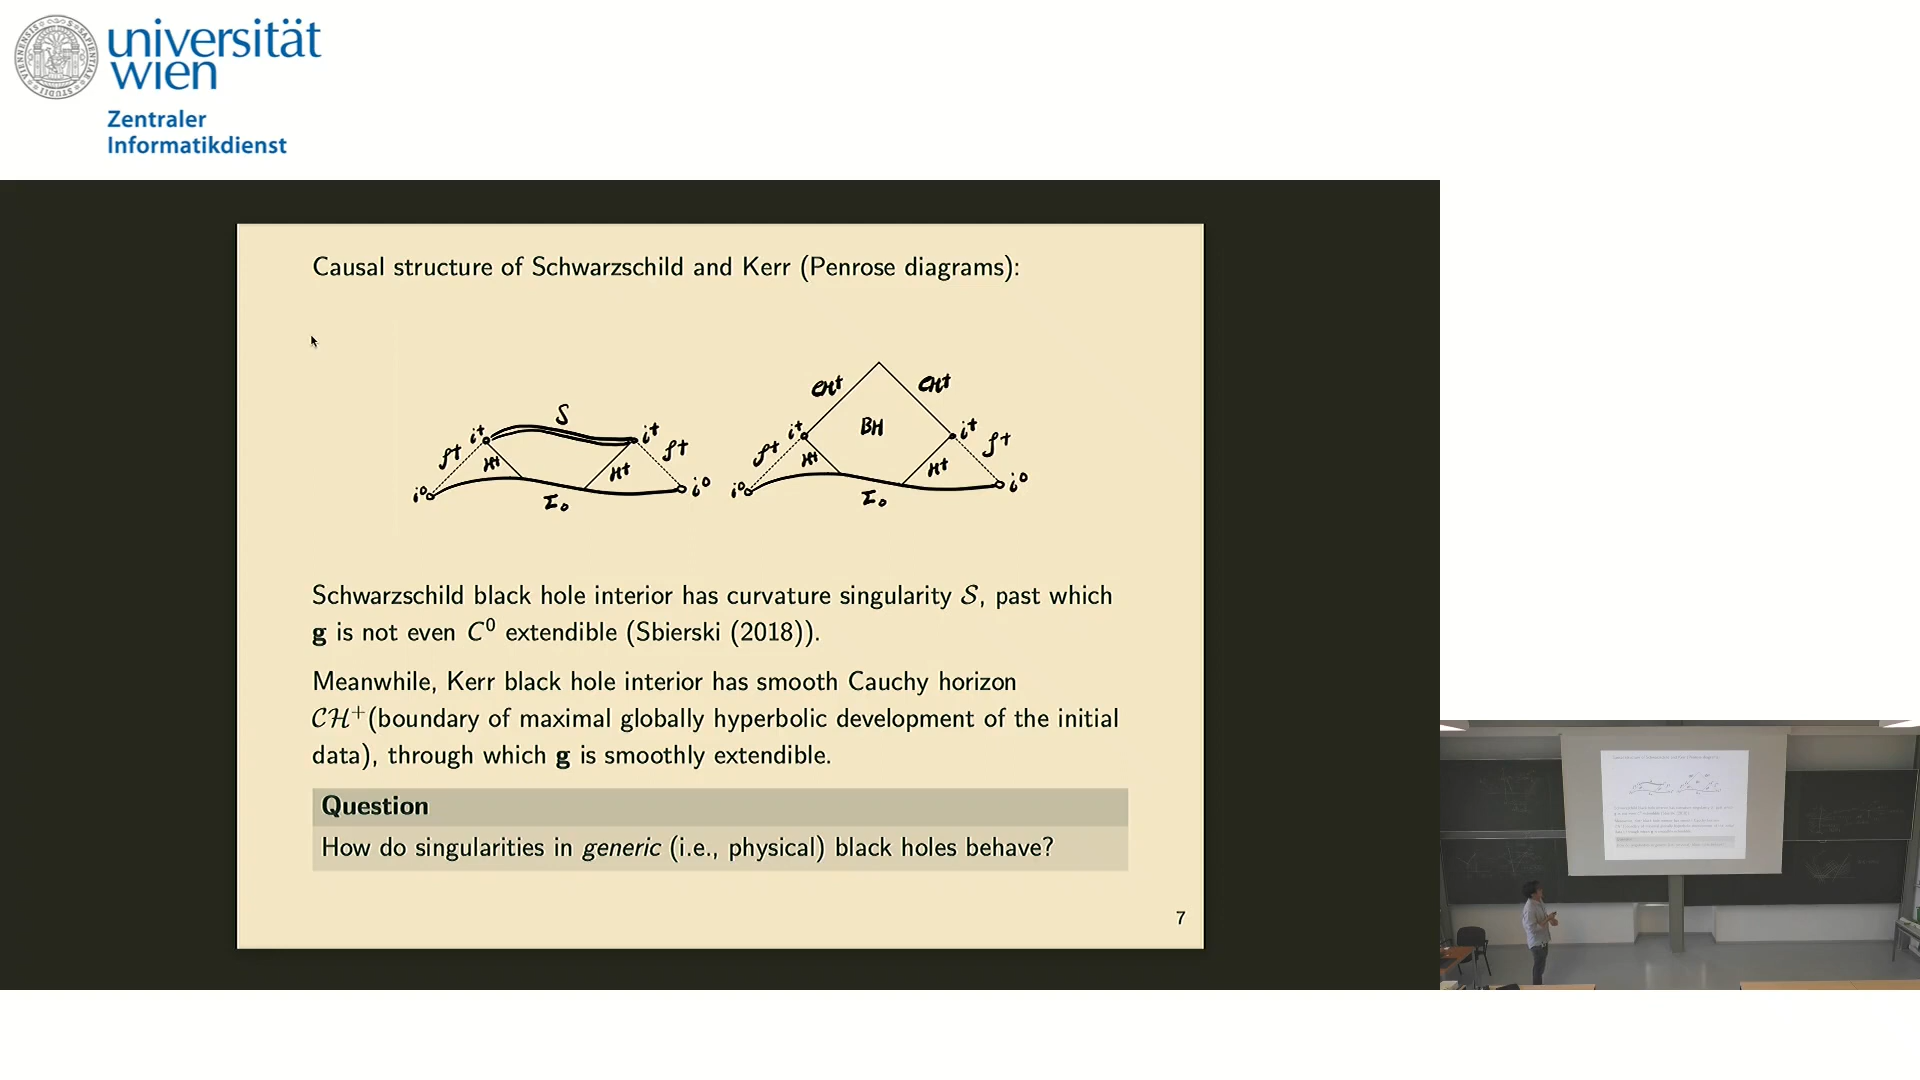 universität
wien
Zentraler
Informatikdienst
Causal structure of Schwarzschild and Kerr (Penrose diagrams):
S
i⁺ i⁺
𝓘⁺ H⁺ H⁺ 𝓘⁺
i⁰ Σ₀ i⁰
CH⁺ CH⁺
BH
i⁺ i⁺
𝓘⁺ H⁺ H⁺ 𝓘⁺
i⁰ Σ₀ i⁰
Schwarzschild black hole interior has curvature singularity 𝒮, past which
g is not even C⁰ extendible (Sbierski (2018)).
Meanwhile, Kerr black hole interior has smooth Cauchy horizon
𝒞ℋ⁺(boundary of maximal globally hyperbolic development of the initial
data), through which g is smoothly extendible.
Question
How do singularities in generic (i.e., physical) black holes behave?
7